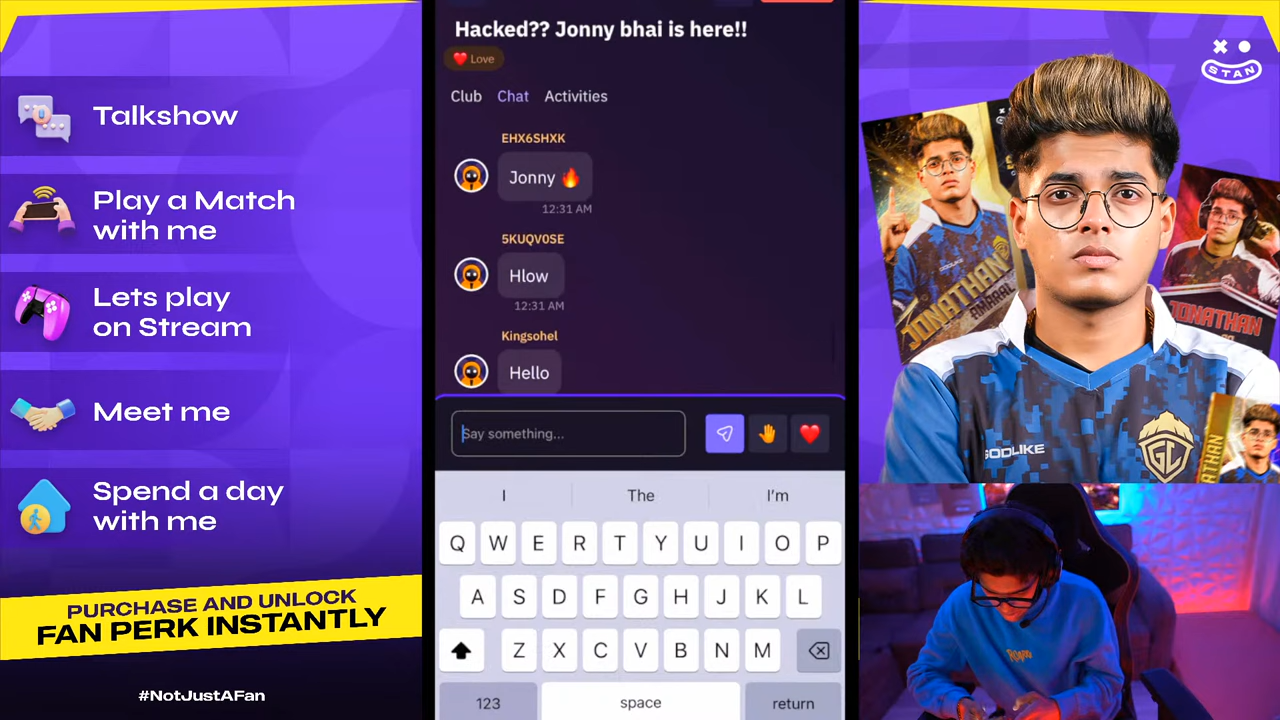 Talkshow
Play a Match
with me
Lets play
on Stream
Meet me
Spend a day
with me
PURCHASE AND UNLOCK
FAN PERK INSTANTLY
#NotJustAFan
Hacked?? Jonny bhai is here!!
❤️ Love
Club Chat Activities
EHX6SHXK
Jonny 🔥
12:31 AM
5KUQV0SE
Hlow
12:31 AM
Kingsohel
Hello
Say something...
I The I'm
Q W E R T Y U I O P
A S D F G H J K L
Z X C V B N M
123 space return
STAN
JONATHAN
AMARAL
GODLIKE
JONATHAN
GODLIKE
GL